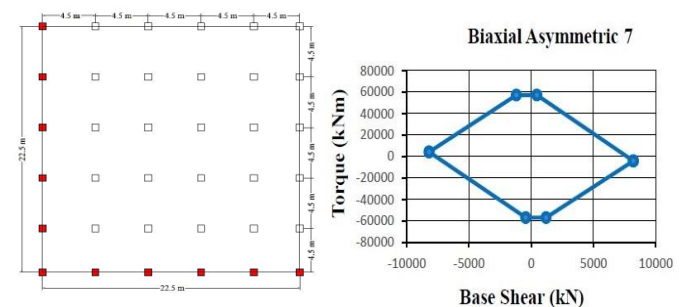 4.5 m 4.5 m 4.5 m 4.5 m 4.5 m
4.5 m
4.5 m
4.5 m
4.5 m
4.5 m
22.5 m
22.5 m
Biaxial Asymmetric 7
Torque (kNm)
80000
60000
40000
20000
0
-20000
-40000
-60000
-80000
-10000 -5000 0 5000 10000
Base Shear (kN)